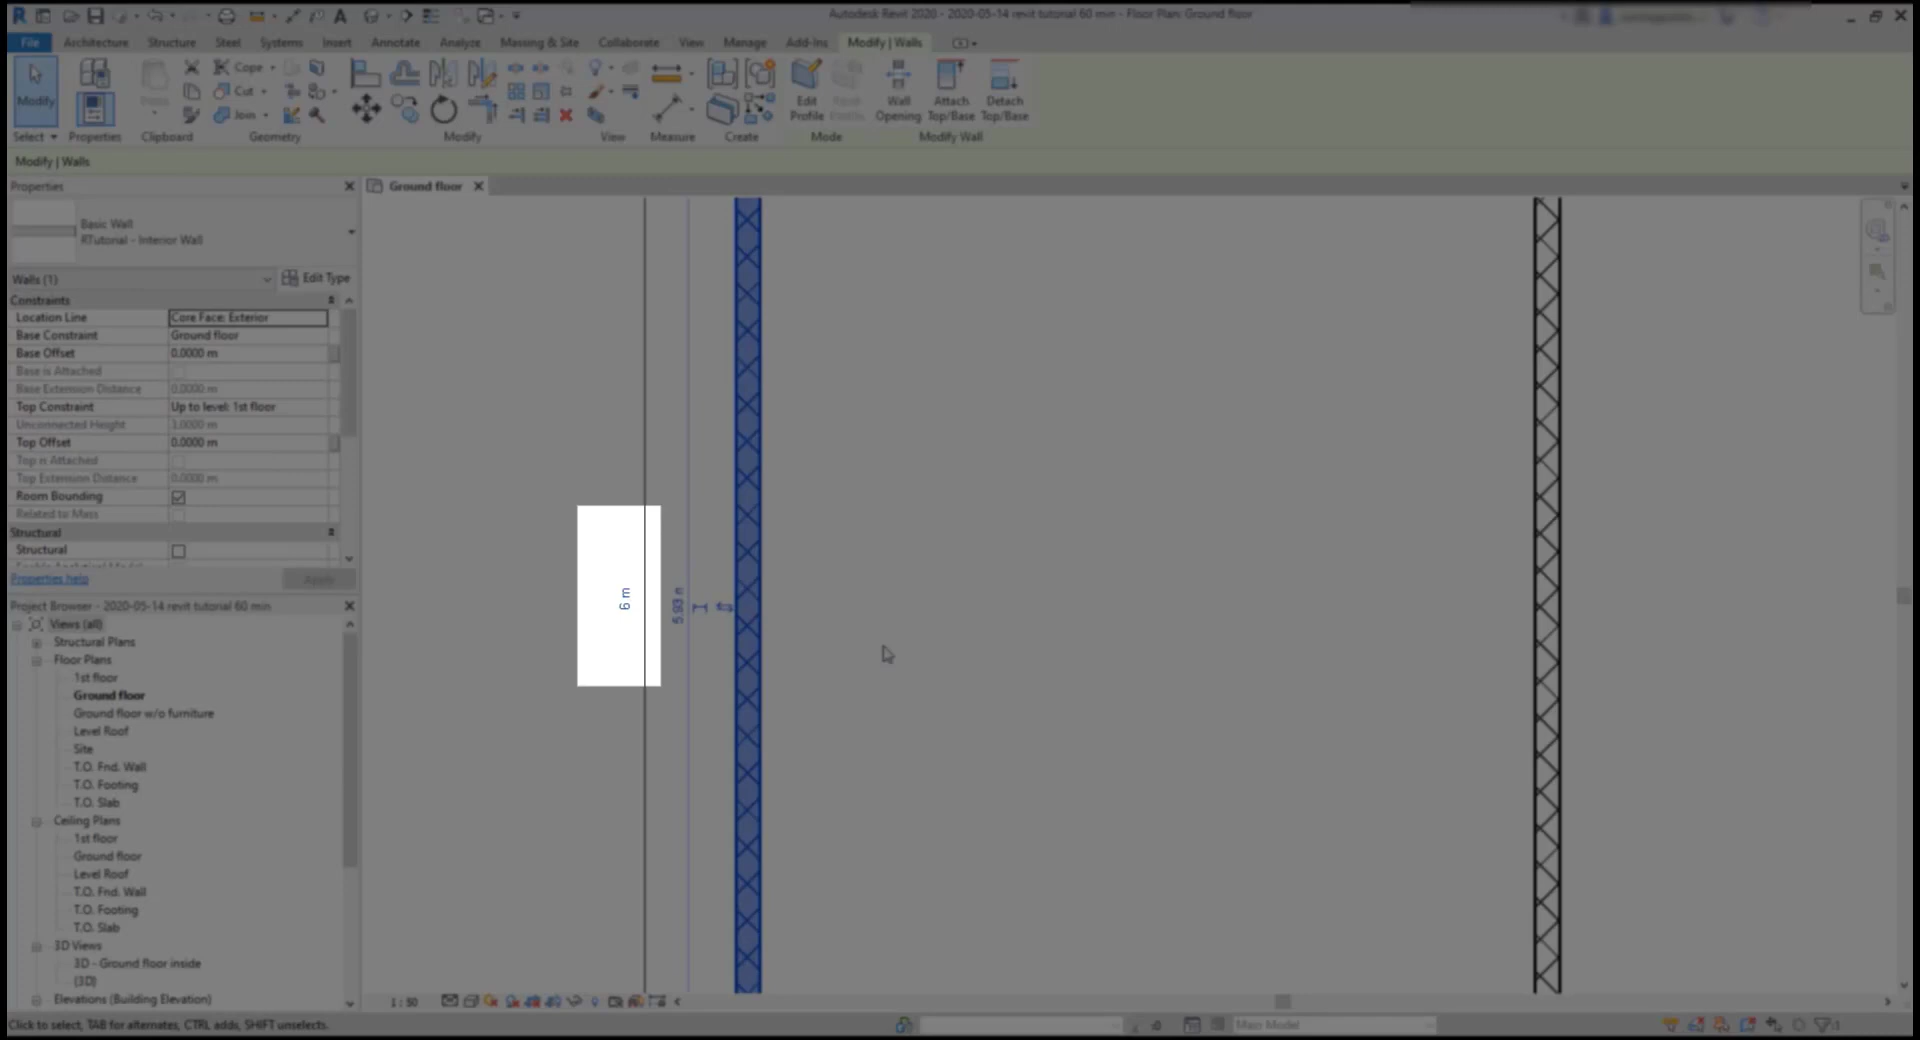 Autodesk Revit 2020 - 2020-05-14 revit tutorial 60 min - Floor Plan: Ground floor
File Architecture Structure Steel Systems Insert Annotate Analyze Massing & Site Collaborate View Manage Add-Ins Modify | Walls
Modify
Cope
Cut
Join
Edit Profile
Wall Opening
Attach Top/Base
Detach Top/Base
Select Properties Clipboard Geometry Modify View Measure Create Mode Modify Wall
Modify | Walls
Properties
Ground floor
Basic Wall
RTutorial - Interior Wall
Walls (1) Edit Type
Constraints
Location Line Core Face: Exterior
Base Constraint Ground floor
Base Offset 0.0000 m
Base is Attached
Base Extension Distance 0.0000 m
Top Constraint Up to level: 1st floor
Unconnected Height 3.0000 m
Top Offset 0.0000 m
Top is Attached
Top Extension Distance 0.0000 m
Room Bounding
Related to Mass
Structural
Structural
Properties help Apply
Project Browser - 2020-05-14 revit tutorial 60 min
Views (all)
Structural Plans
Floor Plans
1st floor
Ground floor
Ground floor w/o furniture
Level Roof
Site
T.O. Fnd. Wall
T.O. Footing
T.O. Slab
Ceiling Plans
1st floor
Ground floor
Level Roof
T.O. Fnd. Wall
T.O. Footing
T.O. Slab
3D Views
3D - Ground floor inside
{3D}
Elevations (Building Elevation)
6 m
5.93
1 : 50
Click to select, TAB for alternates, CTRL adds, SHIFT unselects.
:0
Main Model
:1